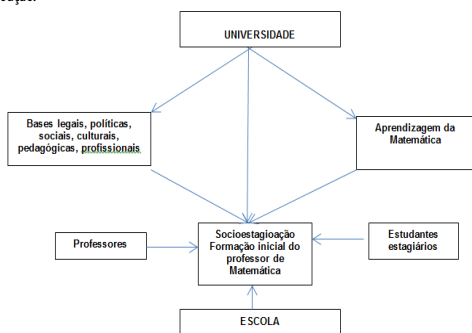 UNIVERSIDADE
Bases legais, políticas,
sociais, culturais,
pedagógicas, profissionais
Aprendizagem da
Matemática
Professores
Socioestagioação
Formação inicial do
professor de
Matemática
Estudantes
estagiários
ESCOLA